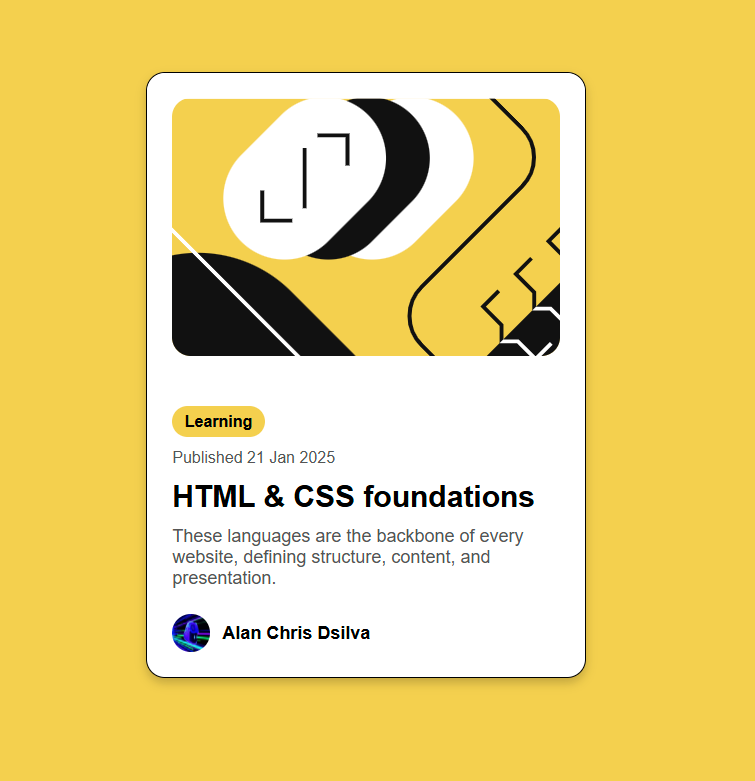 Learning
Published 21 Jan 2025
HTML & CSS foundations
These languages are the backbone of every
website, defining structure, content, and
presentation.
Alan Chris Dsilva